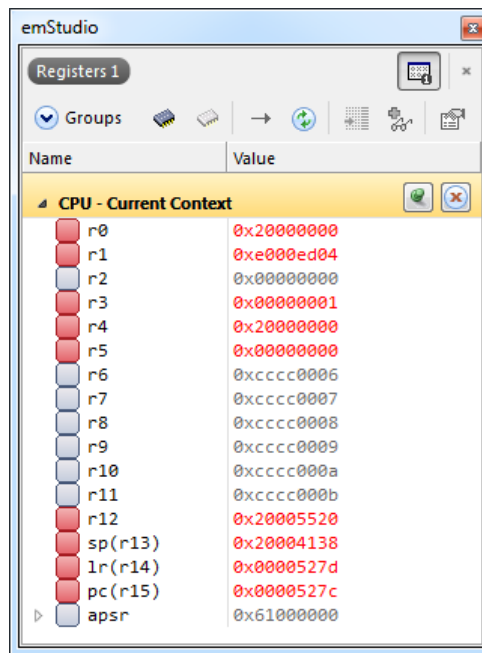 emStudio
Registers 1
Groups
Name Value
CPU - Current Context
r0 0x20000000
r1 0xe000ed04
r2 0x00000000
r3 0x00000001
r4 0x20000000
r5 0x00000000
r6 0xcccc0006
r7 0xcccc0007
r8 0xcccc0008
r9 0xcccc0009
r10 0xcccc000a
r11 0xcccc000b
r12 0x20005520
sp(r13) 0x20004138
lr(r14) 0x0000527d
pc(r15) 0x0000527c
apsr 0x61000000